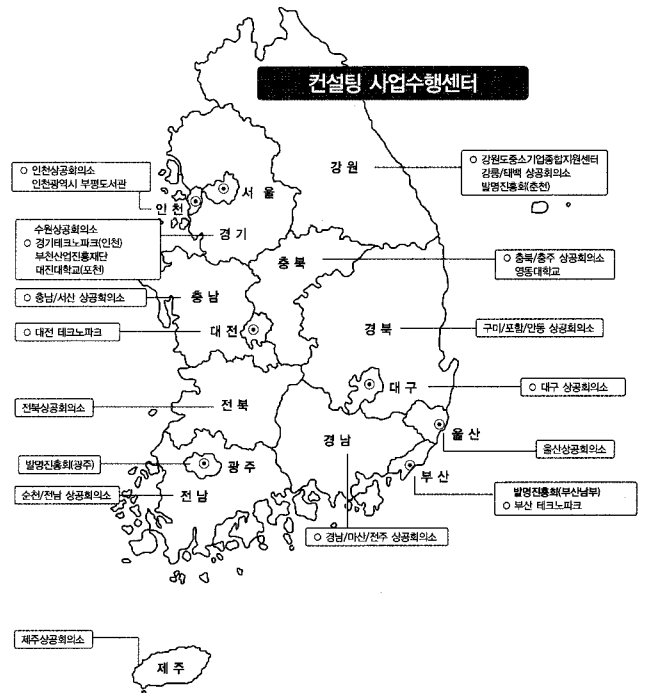 컨설팅 사업수행센터
강원
○ 강원도중소기업종합지원센터
강릉/태백 상공회의소
발명진흥회(춘천)
○ 인천상공회의소
인천광역시 부평도서관
서울
인천
수원상공회의소
○ 경기테크노파크(인천)
부천산업진흥재단
대진대학교(포천)
경기
충북
○ 충북/충주 상공회의소
영동대학교
○ 충남/서산 상공회의소
충남
○ 대전 테크노파크
대전
경북
구미/포함/안동 상공회의소
대구
○ 대구 상공회의소
전북상공회의소
전북
경남
울산
울산상공회의소
발명진흥회(광주)
광주
부산
순천/전남 상공회의소
전남
발명진흥회(부산남부)
○ 부산 테크노파크
○ 경남/마산/전주 상공회의소
제주상공회의소
제주